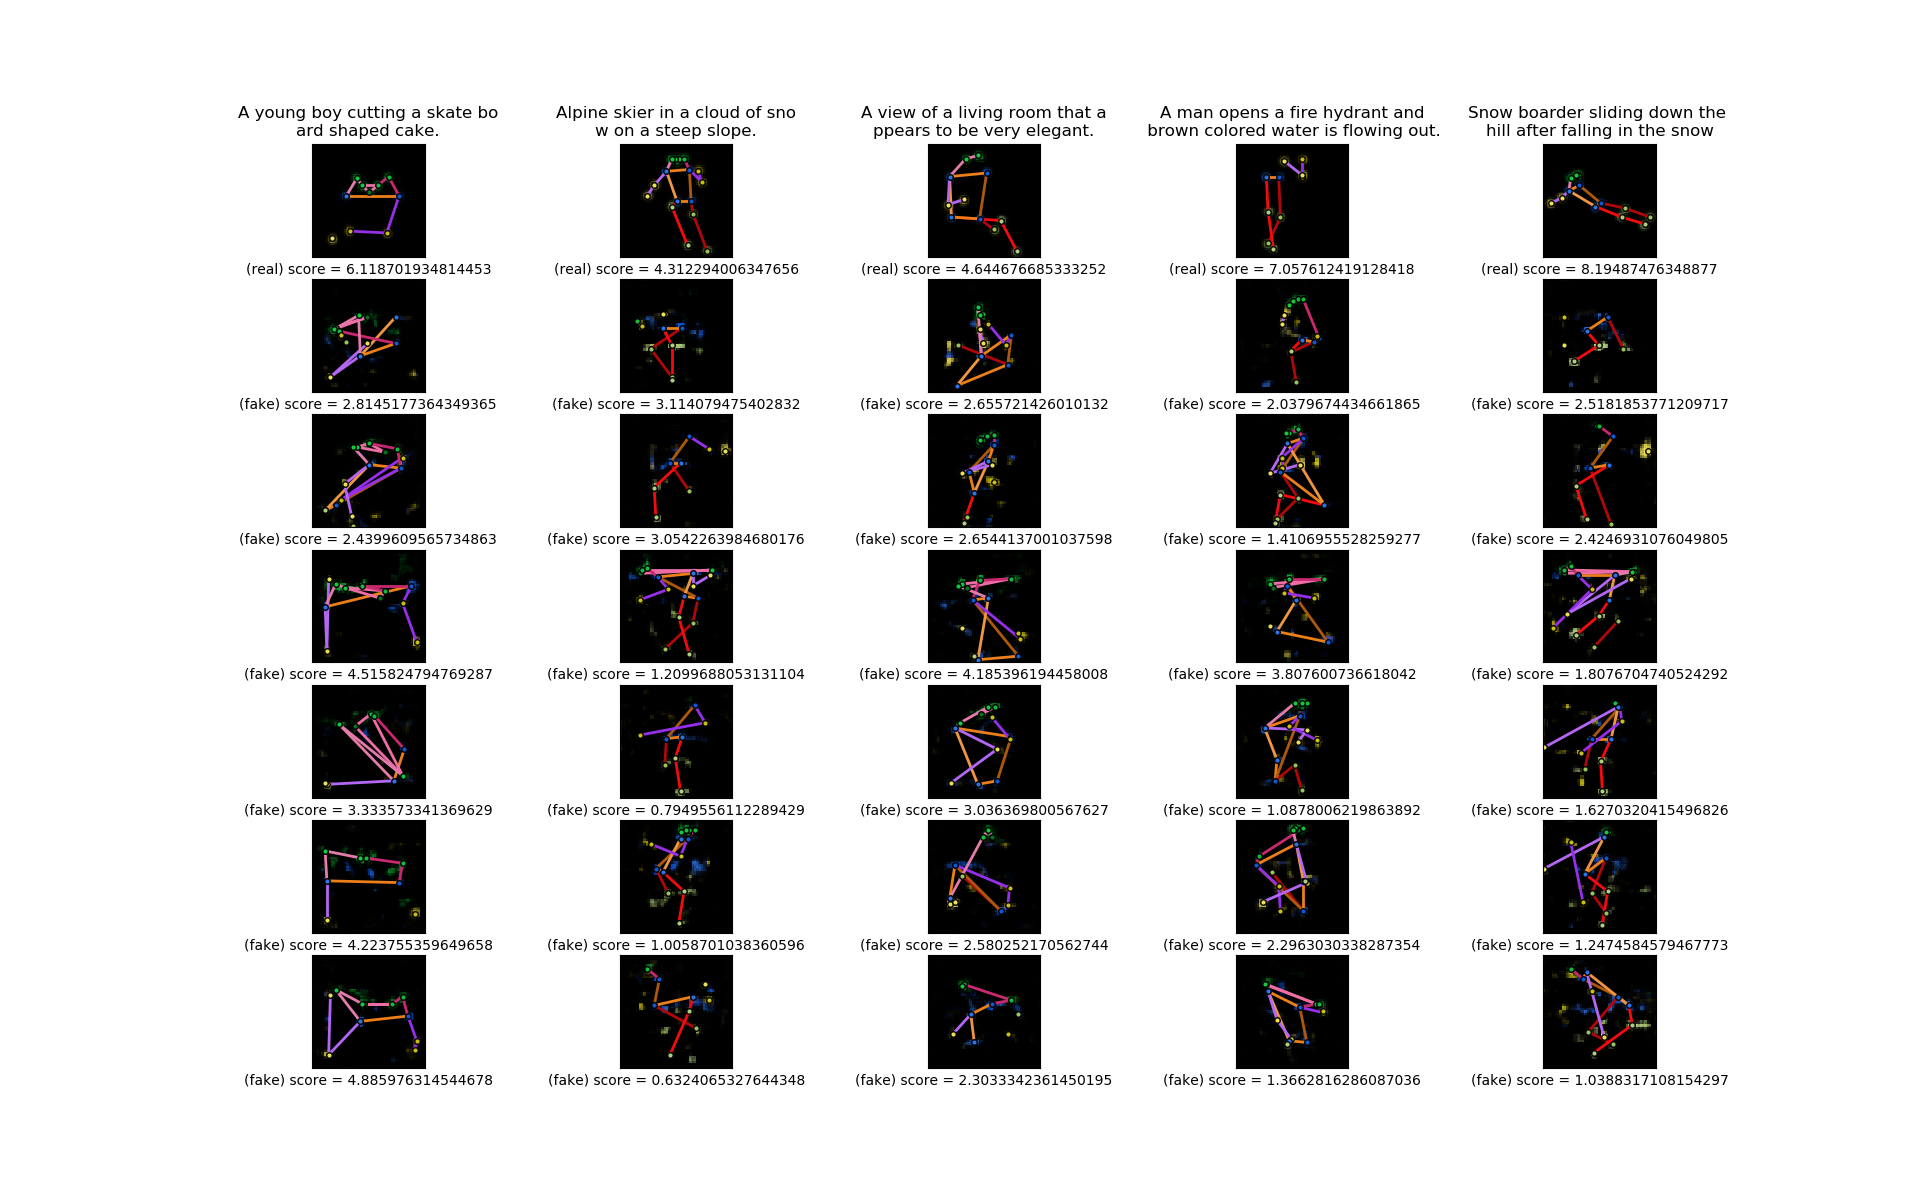 A young boy cutting a skate bo
ard shaped cake.
Alpine skier in a cloud of sno
w on a steep slope.
A view of a living room that a
ppears to be very elegant.
A man opens a fire hydrant and
brown colored water is flowing out.
Snow boarder sliding down the
hill after falling in the snow
(real) score = 6.118701934814453
(real) score = 4.312294006347656
(real) score = 4.644676685333252
(real) score = 7.057612419128418
(real) score = 8.19487476348877
(fake) score = 2.8145177364349365
(fake) score = 3.114079475402832
(fake) score = 2.655721426010132
(fake) score = 2.0379674434661865
(fake) score = 2.5181853771209717
(fake) score = 2.4399609565734863
(fake) score = 3.0542263984680176
(fake) score = 2.6544137001037598
(fake) score = 1.4106955528259277
(fake) score = 2.4246931076049805
(fake) score = 4.515824794769287
(fake) score = 1.2099688053131104
(fake) score = 4.185396194458008
(fake) score = 3.807600736618042
(fake) score = 1.8076704740524292
(fake) score = 3.333573341369629
(fake) score = 0.7949556112289429
(fake) score = 3.036369800567627
(fake) score = 1.0878006219863892
(fake) score = 1.6270320415496826
(fake) score = 4.223755359649658
(fake) score = 1.0058701038360596
(fake) score = 2.580252170562744
(fake) score = 2.2963030338287354
(fake) score = 1.2474584579467773
(fake) score = 4.885976314544678
(fake) score = 0.6324065327644348
(fake) score = 2.3033342361450195
(fake) score = 1.3662816286087036
(fake) score = 1.0388317108154297